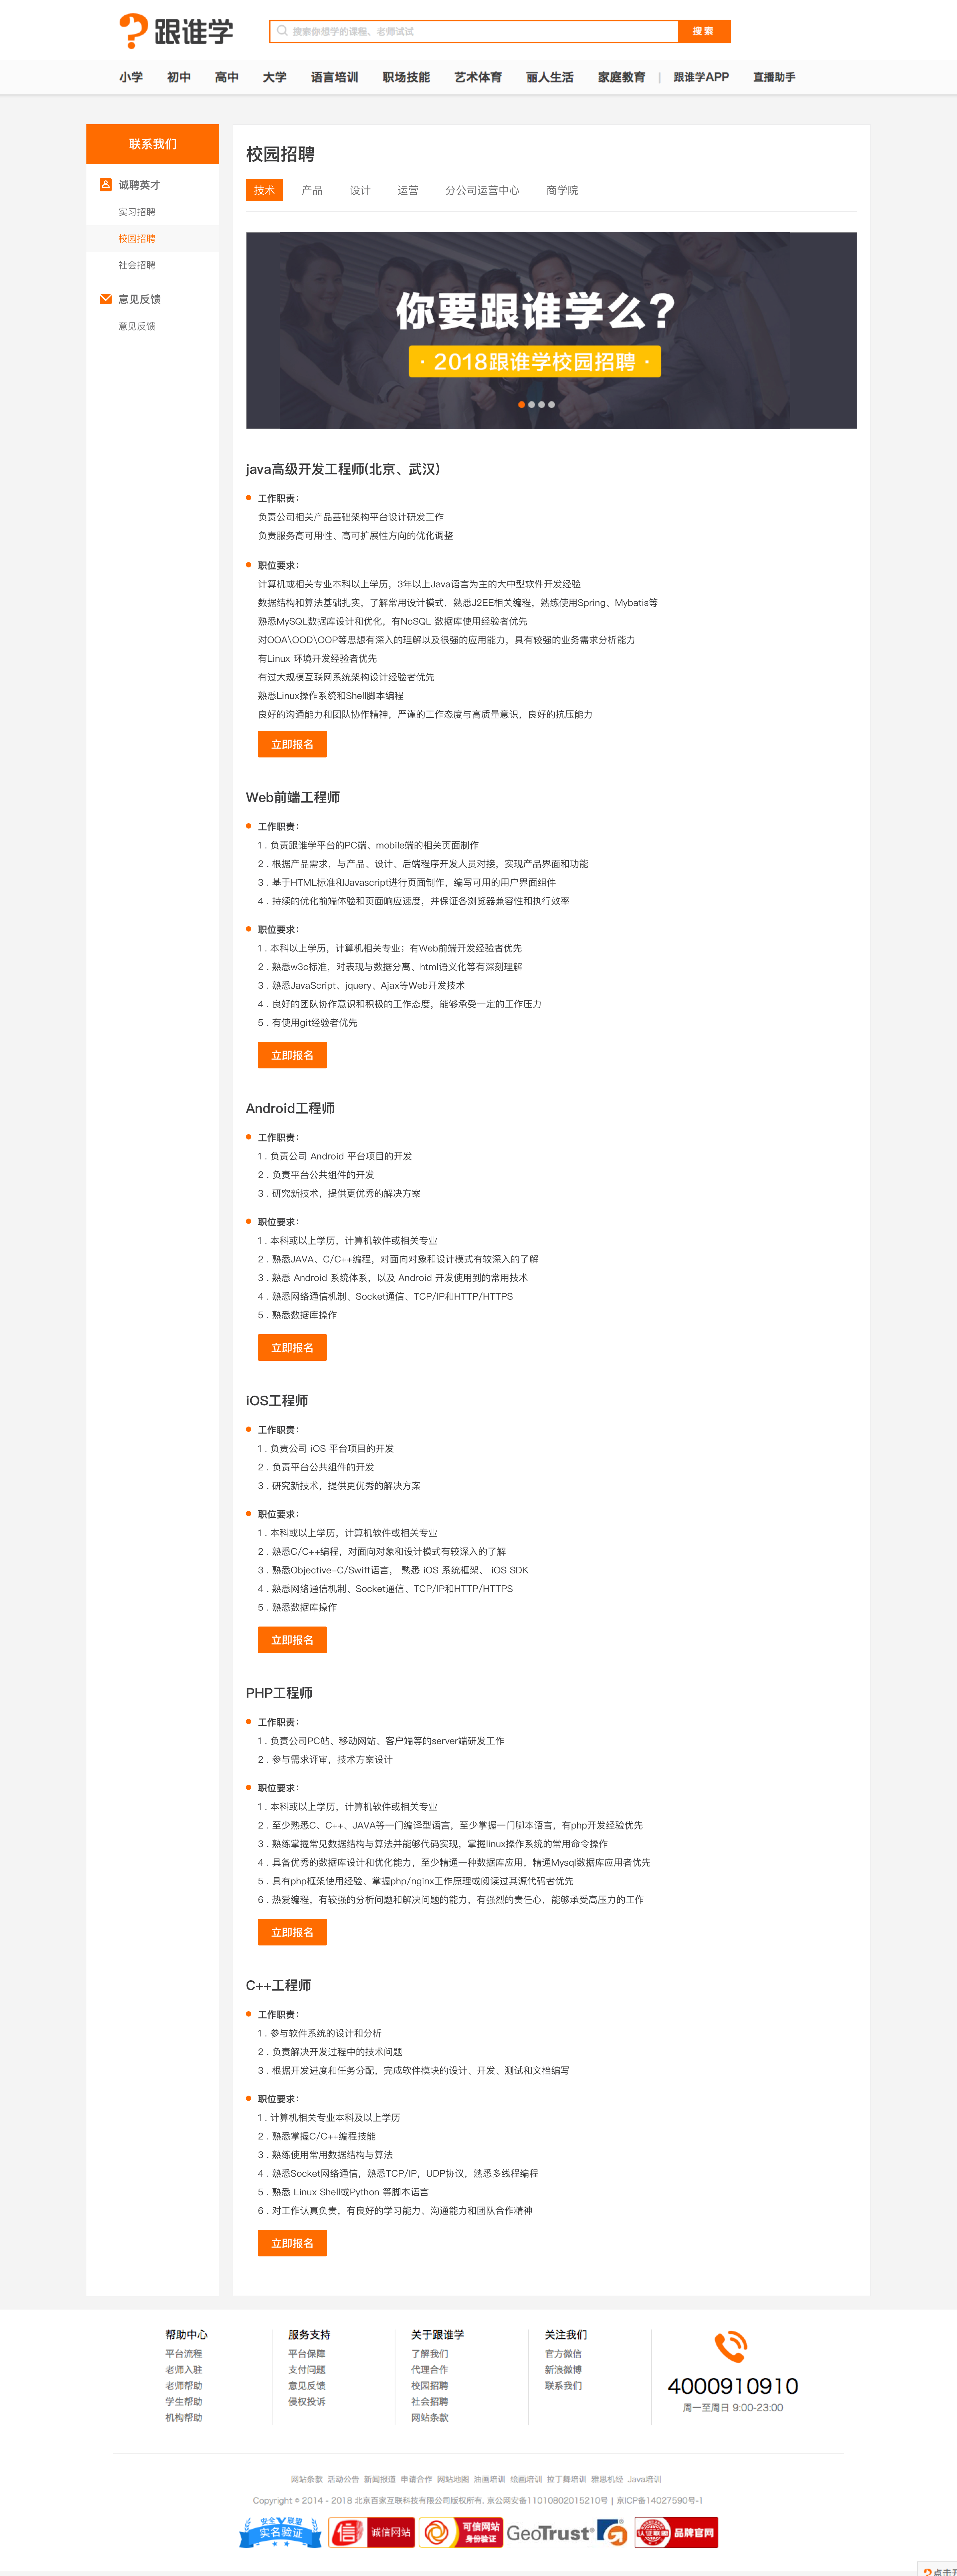 跟谁学
搜索你想学的课程、老师试试
搜 索
小学 初中 高中 大学 语言培训 职场技能 艺术体育 丽人生活 家庭教育 | 跟谁学APP 直播助手
联系我们
诚聘英才
实习招聘
校园招聘
社会招聘
意见反馈
意见反馈
校园招聘
技术 产品 设计 运营 分公司运营中心 商学院
你要跟谁学么?
· 2018跟谁学校园招聘 ·
java高级开发工程师(北京、武汉)
工作职责：
负责公司相关产品基础架构平台设计研发工作
负责服务高可用性、高可扩展性方向的优化调整
职位要求：
计算机或相关专业本科以上学历，3年以上Java语言为主的大中型软件开发经验
数据结构和算法基础扎实，了解常用设计模式，熟悉J2EE相关编程，熟练使用Spring、Mybatis等
熟悉MySQL数据库设计和优化，有NoSQL 数据库使用经验者优先
对OOA\OOD\OOP等思想有深入的理解以及很强的应用能力，具有较强的业务需求分析能力
有Linux 环境开发经验者优先
有过大规模互联网系统架构设计经验者优先
熟悉Linux操作系统和Shell脚本编程
良好的沟通能力和团队协作精神，严谨的工作态度与高质量意识，良好的抗压能力
立即报名
Web前端工程师
工作职责：
1 . 负责跟谁学平台的PC端、mobile端的相关页面制作
2 . 根据产品需求，与产品、设计、后端程序开发人员对接，实现产品界面和功能
3 . 基于HTML标准和Javascript进行页面制作，编写可用的用户界面组件
4 . 持续的优化前端体验和页面响应速度，并保证各浏览器兼容性和执行效率
职位要求：
1 . 本科以上学历，计算机相关专业；有Web前端开发经验者优先
2 . 熟悉w3c标准，对表现与数据分离、html语义化等有深刻理解
3 . 熟悉JavaScript、jquery、Ajax等Web开发技术
4 . 良好的团队协作意识和积极的工作态度，能够承受一定的工作压力
5 . 有使用git经验者优先
立即报名
Android工程师
工作职责：
1 . 负责公司 Android 平台项目的开发
2 . 负责平台公共组件的开发
3 . 研究新技术，提供更优秀的解决方案
职位要求：
1 . 本科或以上学历，计算机软件或相关专业
2 . 熟悉JAVA、C/C++编程，对面向对象和设计模式有较深入的了解
3 . 熟悉 Android 系统体系，以及 Android 开发使用到的常用技术
4 . 熟悉网络通信机制、Socket通信、TCP/IP和HTTP/HTTPS
5 . 熟悉数据库操作
立即报名
iOS工程师
工作职责：
1 . 负责公司 iOS 平台项目的开发
2 . 负责平台公共组件的开发
3 . 研究新技术，提供更优秀的解决方案
职位要求：
1 . 本科或以上学历，计算机软件或相关专业
2 . 熟悉C/C++编程，对面向对象和设计模式有较深入的了解
3 . 熟悉Objective-C/Swift语言， 熟悉 iOS 系统框架、 iOS SDK
4 . 熟悉网络通信机制、Socket通信、TCP/IP和HTTP/HTTPS
5 . 熟悉数据库操作
立即报名
PHP工程师
工作职责：
1 . 负责公司PC站、移动网站、客户端等的server端研发工作
2 . 参与需求评审，技术方案设计
职位要求：
1 . 本科或以上学历，计算机软件或相关专业
2 . 至少熟悉C、C++、JAVA等一门编译型语言，至少掌握一门脚本语言，有php开发经验优先
3 . 熟练掌握常见数据结构与算法并能够代码实现，掌握linux操作系统的常用命令操作
4 . 具备优秀的数据库设计和优化能力，至少精通一种数据库应用，精通Mysql数据库应用者优先
5 . 具有php框架使用经验、掌握php/nginx工作原理或阅读过其源代码者优先
6 . 热爱编程，有较强的分析问题和解决问题的能力，有强烈的责任心，能够承受高压力的工作
立即报名
C++工程师
工作职责：
1 . 参与软件系统的设计和分析
2 . 负责解决开发过程中的技术问题
3 . 根据开发进度和任务分配，完成软件模块的设计、开发、测试和文档编写
职位要求：
1 . 计算机相关专业本科及以上学历
2 . 熟悉掌握C/C++编程技能
3 . 熟练使用常用数据结构与算法
4 . 熟悉Socket网络通信，熟悉TCP/IP，UDP协议，熟悉多线程编程
5 . 熟悉 Linux Shell或Python 等脚本语言
6 . 对工作认真负责，有良好的学习能力、沟通能力和团队合作精神
立即报名
帮助中心
平台流程
老师入驻
老师帮助
学生帮助
机构帮助
服务支持
平台保障
支付问题
意见反馈
侵权投诉
关于跟谁学
了解我们
代理合作
校园招聘
社会招聘
网站条款
关注我们
官方微信
新浪微博
联系我们
4000910910
周一至周日 9:00-23:00
网站条款 活动公告 新闻报道 申请合作 网站地图 油画培训 绘画培训 拉丁舞培训 雅思机经 Java培训
Copyright © 2014 - 2018 北京百家互联科技有限公司版权所有. 京公网安备11010802015210号 | 京ICP备14027590号-1
安全联盟
实名验证
信 诚信网站
可信网站
身份验证
GeoTrust
认证联盟
品牌官网
点击开